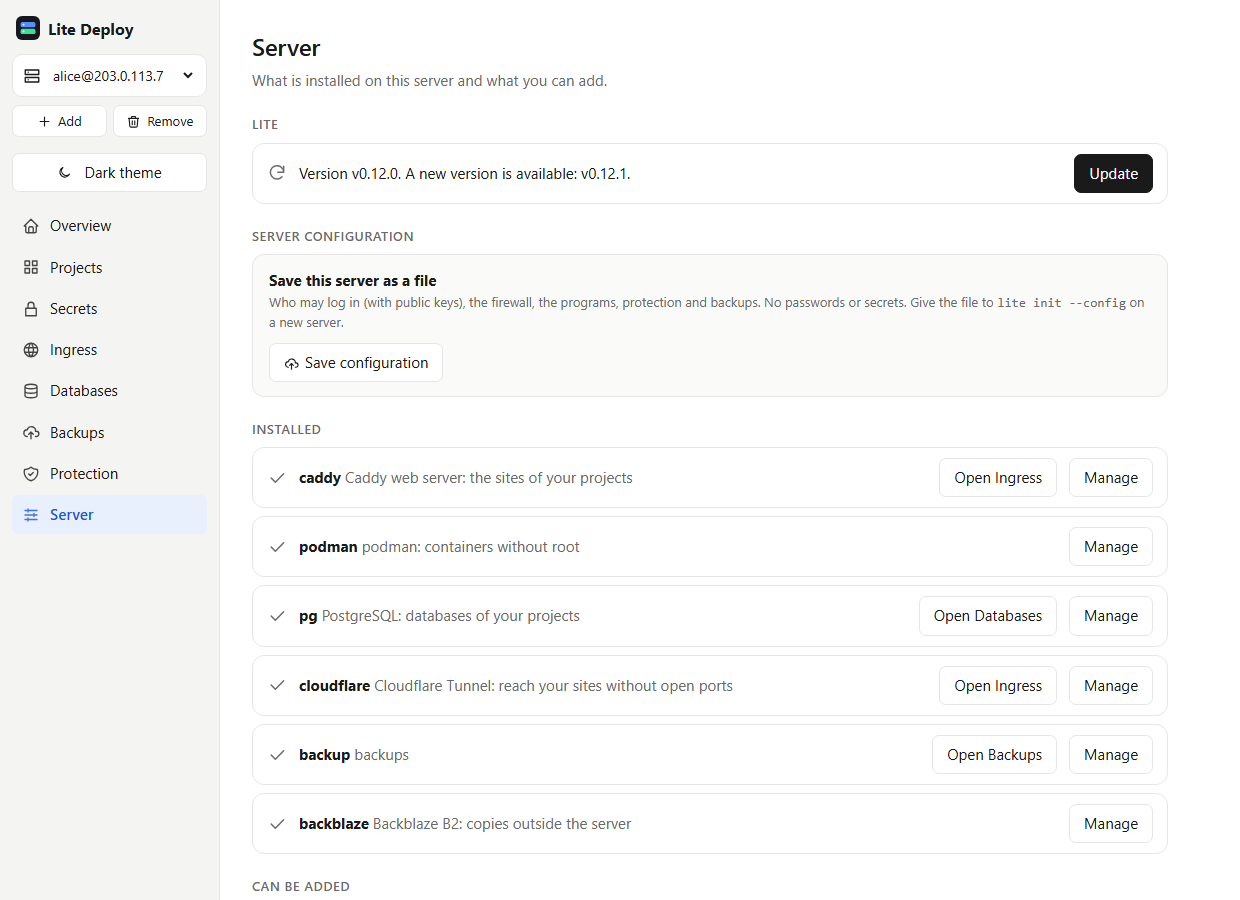 Lite Deploy
alice@203.0.113.7
Add
Remove
Dark theme
Overview
Projects
Secrets
Ingress
Databases
Backups
Protection
Server
Server
What is installed on this server and what you can add.
LITE
Version v0.12.0. A new version is available: v0.12.1.
Update
SERVER CONFIGURATION
Save this server as a file
Who may log in (with public keys), the firewall, the programs, protection and backups. No passwords or secrets. Give the file to lite init --config on
a new server.
Save configuration
INSTALLED
caddy Caddy web server: the sites of your projects
Open Ingress
Manage
podman podman: containers without root
Manage
pg PostgreSQL: databases of your projects
Open Databases
Manage
cloudflare Cloudflare Tunnel: reach your sites without open ports
Open Ingress
Manage
backup backups
Open Backups
Manage
backblaze Backblaze B2: copies outside the server
Manage
CAN BE ADDED